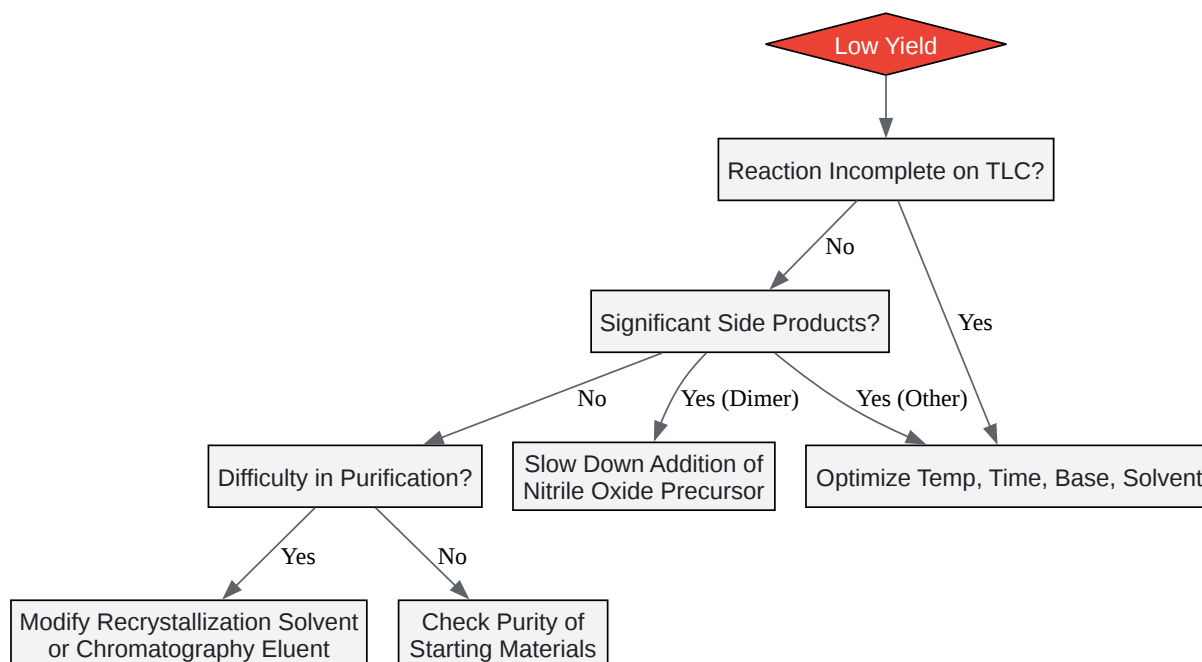 Low Yield
Reaction Incomplete on TLC?
No
Yes
Significant Side Products?
No
Yes (Dimer)
Yes (Other)
Difficulty in Purification?
Slow Down Addition of
Nitrile Oxide Precursor
Optimize Temp, Time, Base, Solvent
Yes
No
Modify Recrystallization Solvent
or Chromatography Eluent
Check Purity of
Starting Materials